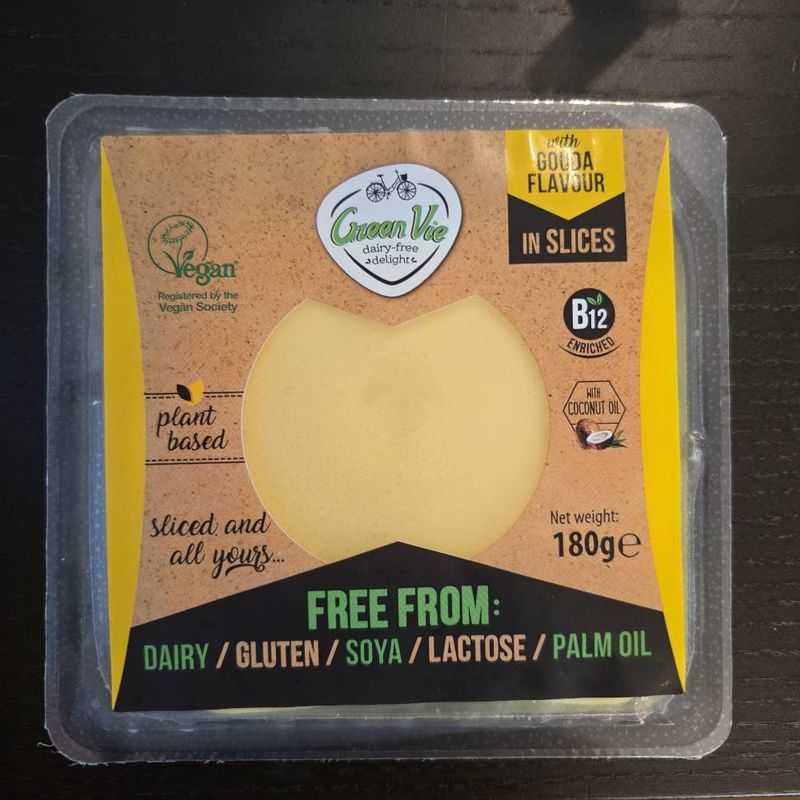 with
GOUDA
FLAVOUR
IN SLICES
Green Vie
dairy-free
delight
Vegan
Registered by the
Vegan Society
B12
ENRICHED
WITH
COCONUT OIL
plant
based
sliced and
all yours...
Net weight:
180g℮
FREE FROM:
DAIRY / GLUTEN / SOYA / LACTOSE / PALM OIL